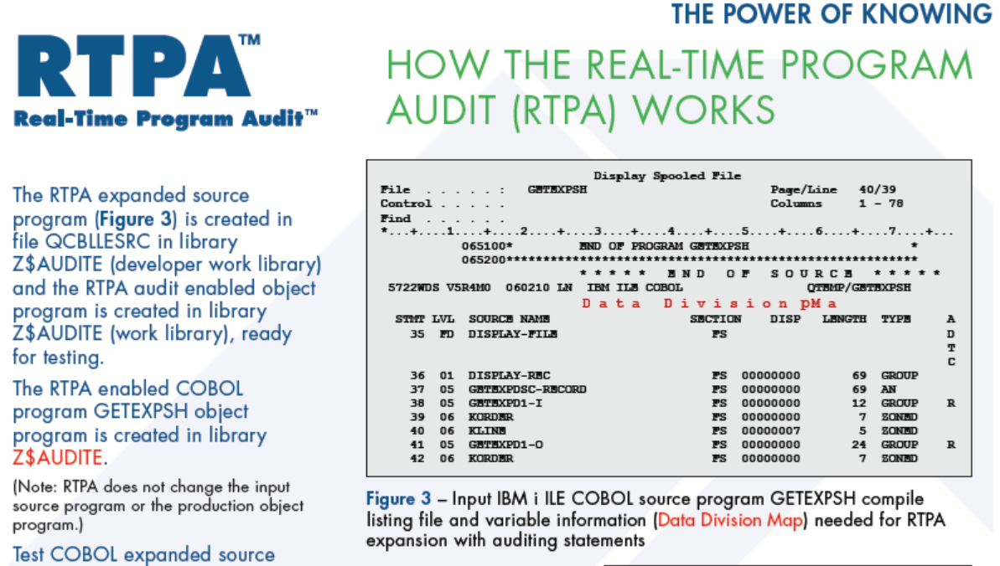 THE POWER OF KNOWING
RTPA™
Real-Time Program Audit™
HOW THE REAL-TIME PROGRAM
AUDIT (RTPA) WORKS
The RTPA expanded source
program (Figure 3) is created in
file QCBLLESRC in library
Z$AUDITE (developer work library)
and the RTPA audit enabled object
program is created in library
Z$AUDITE (work library), ready
for testing.
The RTPA enabled COBOL
program GETEXPSH object
program is created in library
Z$AUDITE.
(Note: RTPA does not change the input
source program or the production object
program.)
Test COBOL expanded source
Display Spooled File
File . . . . . : GETEXPSH Page/Line 40/39
Control . . . . . Columns 1 - 78
Find . . . . . .
*...+....1....+....2....+....3....+....4....+....5....+....6....+....7....+...
065100* END OF PROGRAM GETEXPSH *
065200********************************************************
* * * * * E N D O F S O U R C E * * * * *
5722WDS V5R4M0 060210 LN IBM ILE COBOL QTEMP/GETEXPSH
D a t a D i v i s i o n pM a
STMT LVL SOURCE NAME SECTION DISP LENGTH TYPE A
35 FD DISPLAY-FILE FS D
T
C
36 01 DISPLAY-REC FS 00000000 69 GROUP
37 05 GETEXPDSC-RECORD FS 00000000 69 AN
38 05 GETEXPD1-I FS 00000000 12 GROUP R
39 06 KORDER FS 00000000 7 ZONED
40 06 KLINE FS 00000007 5 ZONED
41 05 GETEXPD1-O FS 00000000 24 GROUP R
42 06 KORDER FS 00000000 7 ZONED
Figure 3 – Input IBM i ILE COBOL source program GETEXPSH compile
listing file and variable information (Data Division Map) needed for RTPA
expansion with auditing statements